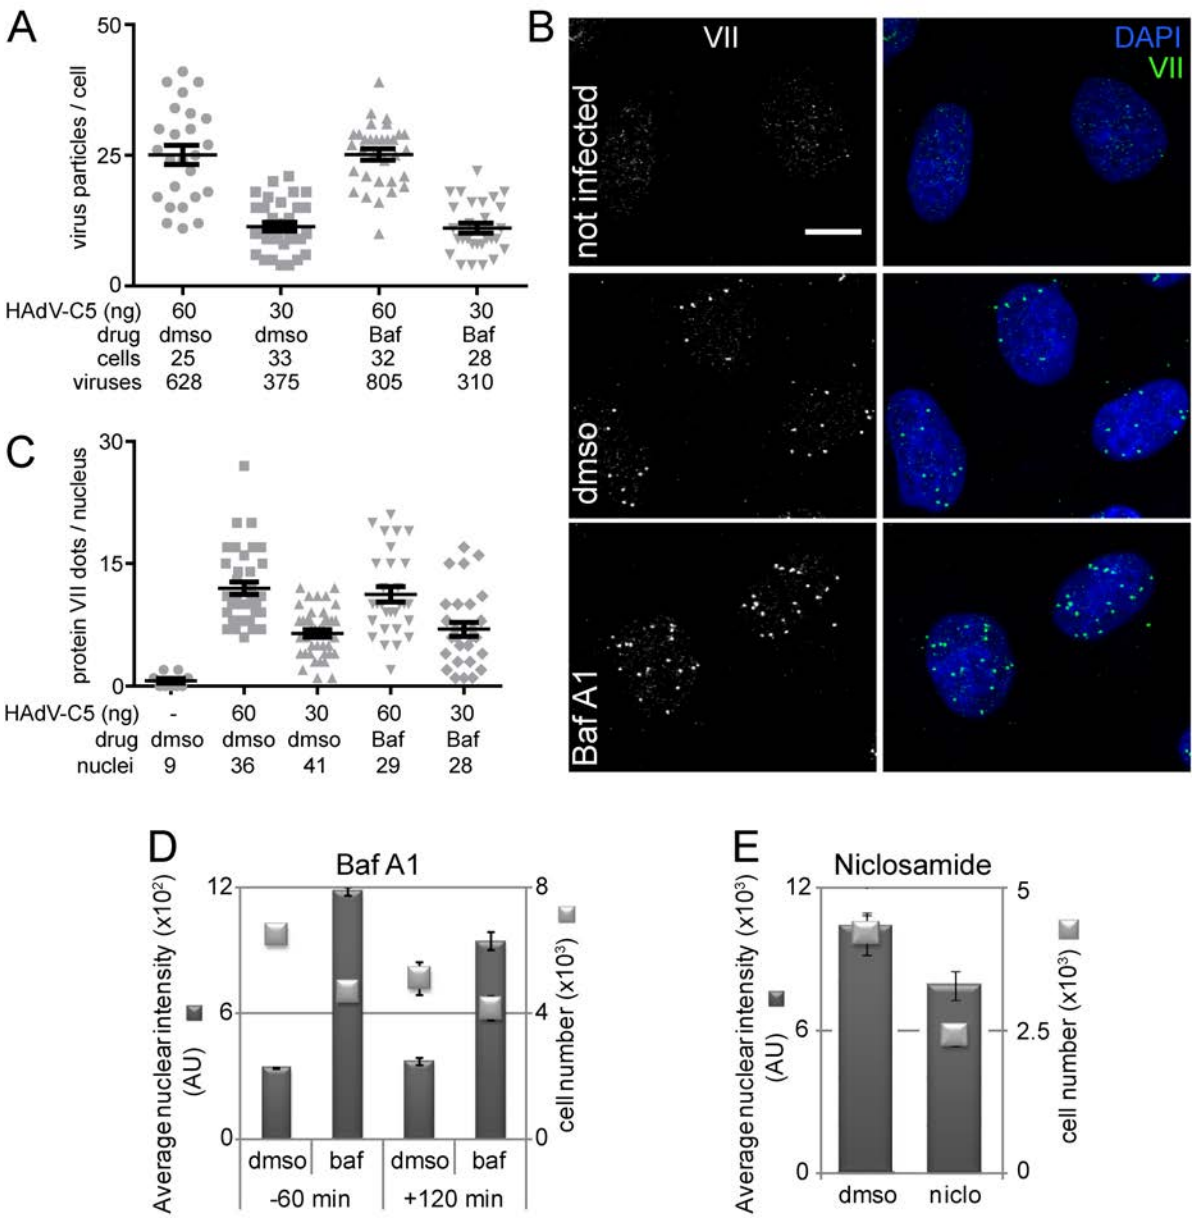 A
50
25
0
virus particles / cell
HAdV-C5 (ng) 60 30 60 30
drug dmso dmso Baf Baf
cells 25 33 32 28
viruses 628 375 805 310
B
VII
DAPI
VII
not infected
dmso
Baf A1
C
30
15
0
protein VII dots / nucleus
HAdV-C5 (ng) - 60 30 60 30
drug dmso dmso dmso Baf Baf
nuclei 9 36 41 29 28
D
Baf A1
Average nuclear intensity (x10²)
(AU)
12
6
0
8
4
0
cell number (x10³)
dmso baf dmso baf
-60 min +120 min
E
Niclosamide
Average nuclear intensity (x10³)
(AU)
12
6
0
5
2.5
0
cell number (x10³)
dmso niclo